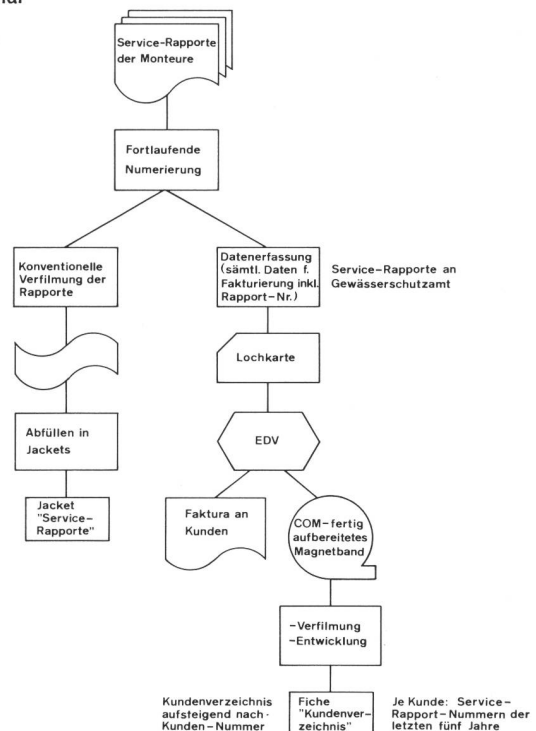 Service-Rapporte
der Monteure
Fortlaufende
Numerierung
Konventionelle
Verfilmung der
Rapporte
Datenerfassung
(sämtl. Daten f.
Fakturierung inkl.
Rapport-Nr.)
Service-Rapporte an
Gewässerschutzamt
Lochkarte
Abfüllen in
Jackets
EDV
Jacket
"Service-
Rapporte"
Faktura an
Kunden
COM-fertig
aufbereitetes
Magnetband
-Verfilmung
-Entwicklung
Kundenverzeichnis
aufsteigend nach
Kunden-Nummer
Fiche
"Kundenver-
zeichnis"
Je Kunde: Service-
Rapport-Nummern der
letzten fünf Jahre